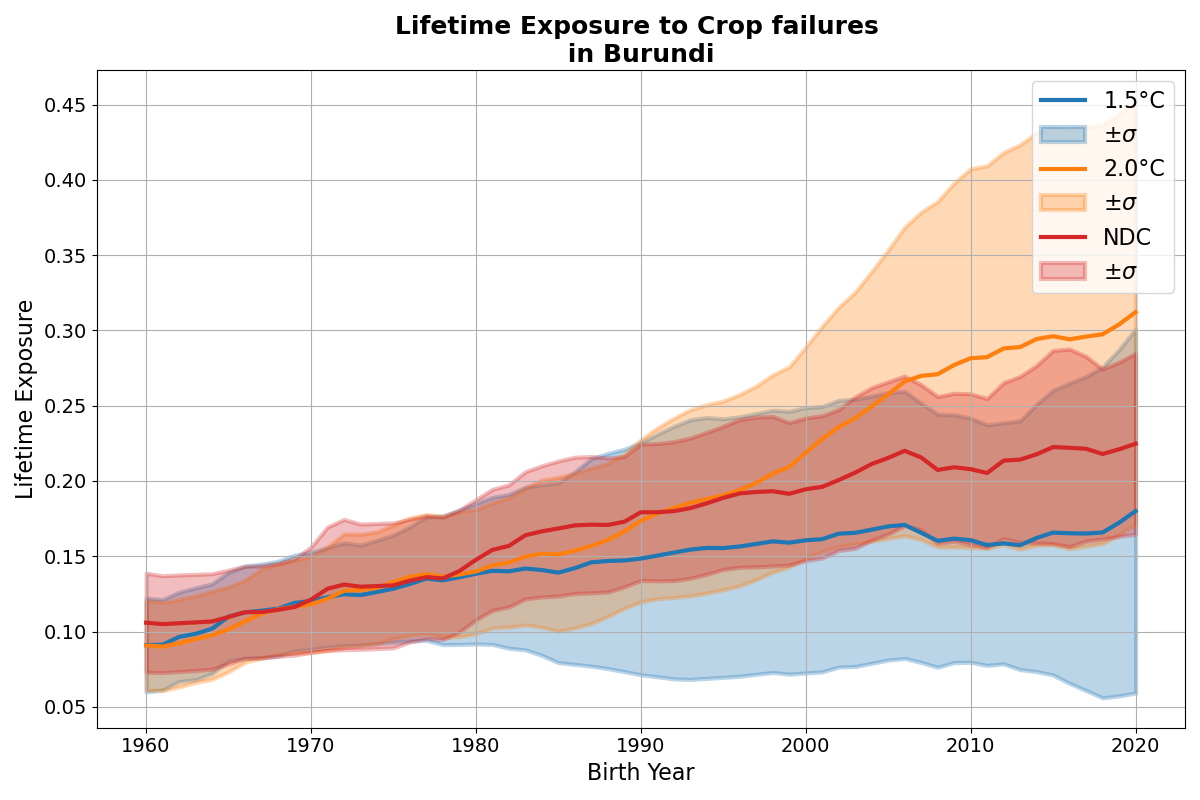 Lifetime Exposure to Crop failures
in Burundi
Lifetime Exposure
0.45
0.40
0.35
0.30
0.25
0.20
0.15
0.10
0.05
1.5°C
±σ
2.0°C
±σ
NDC
±σ
1960 1970 1980 1990 2000 2010 2020
Birth Year